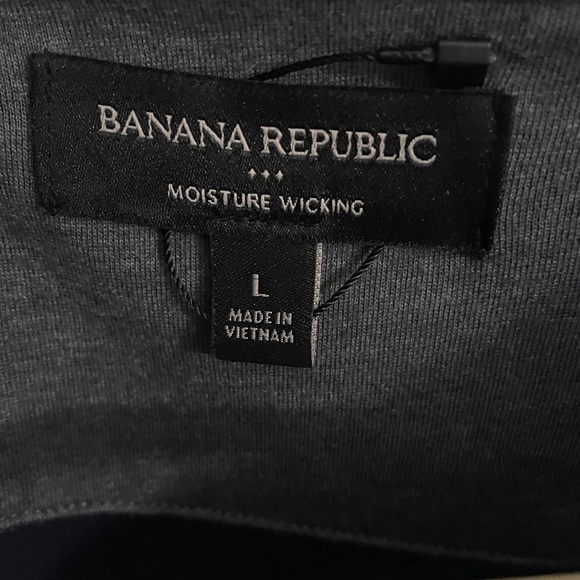 BANANA REPUBLIC
MOISTURE WICKING
L
MADE IN
VIETNAM